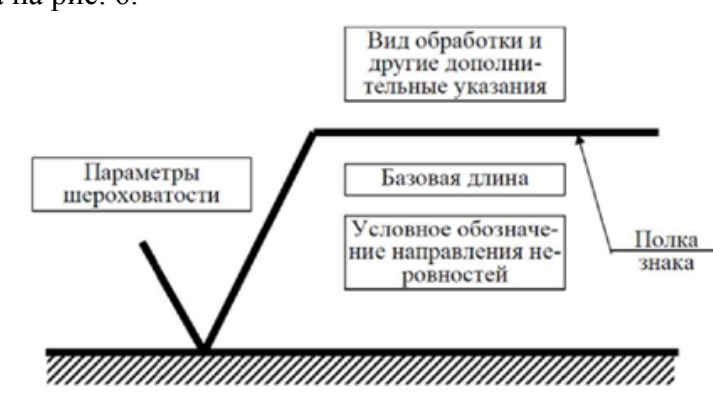 на рис. 6.
Вид обработки и
другие дополни-
тельные указания
Параметры
шероховатости
Базовая длина
Условное обозначе-
ние направления не-
ровностей
Полка
знака